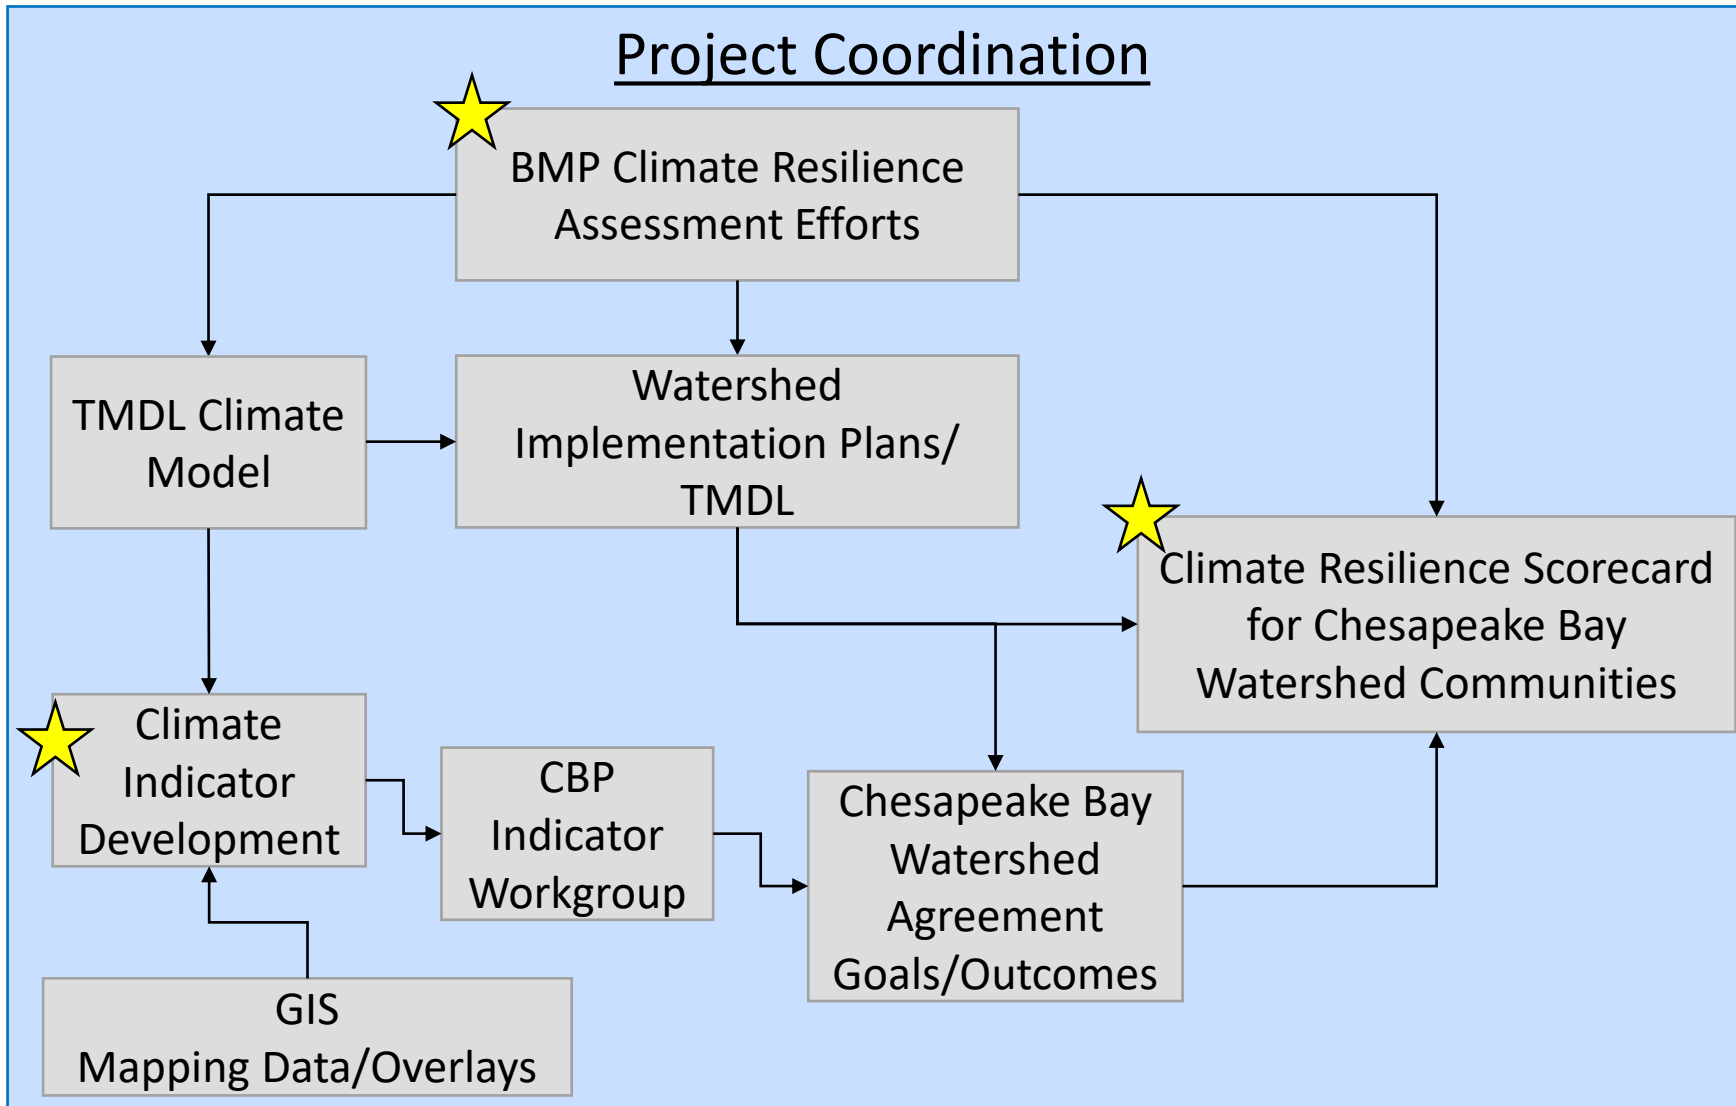 Project Coordination
BMP Climate Resilience
Assessment Efforts
TMDL Climate
Model
Watershed
Implementation Plans/
TMDL
Climate Resilience Scorecard
for Chesapeake Bay
Watershed Communities
Climate
Indicator
Development
CBP
Indicator
Workgroup
Chesapeake Bay
Watershed
Agreement
Goals/Outcomes
GIS
Mapping Data/Overlays